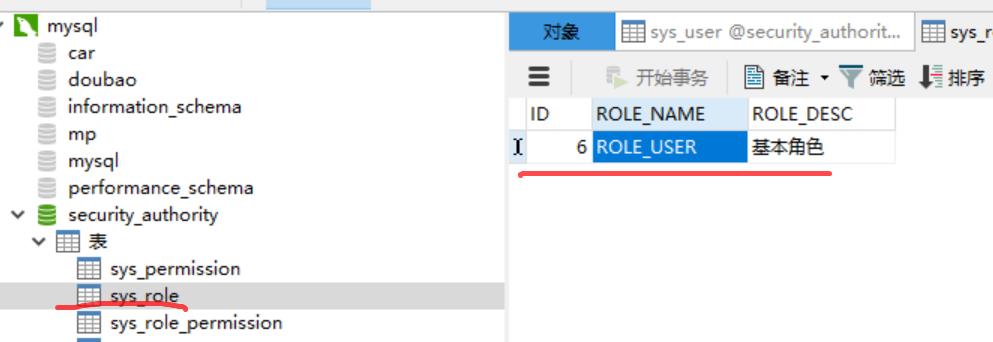 mysql
car
doubao
information_schema
mp
mysql
performance_schema
security_authority
表
sys_permission
sys_role
sys_role_permission
对象 sys_user @security_authorit... sys_r
开始事务 备注 筛选 排序
ID ROLE_NAME ROLE_DESC
6 ROLE_USER 基本角色